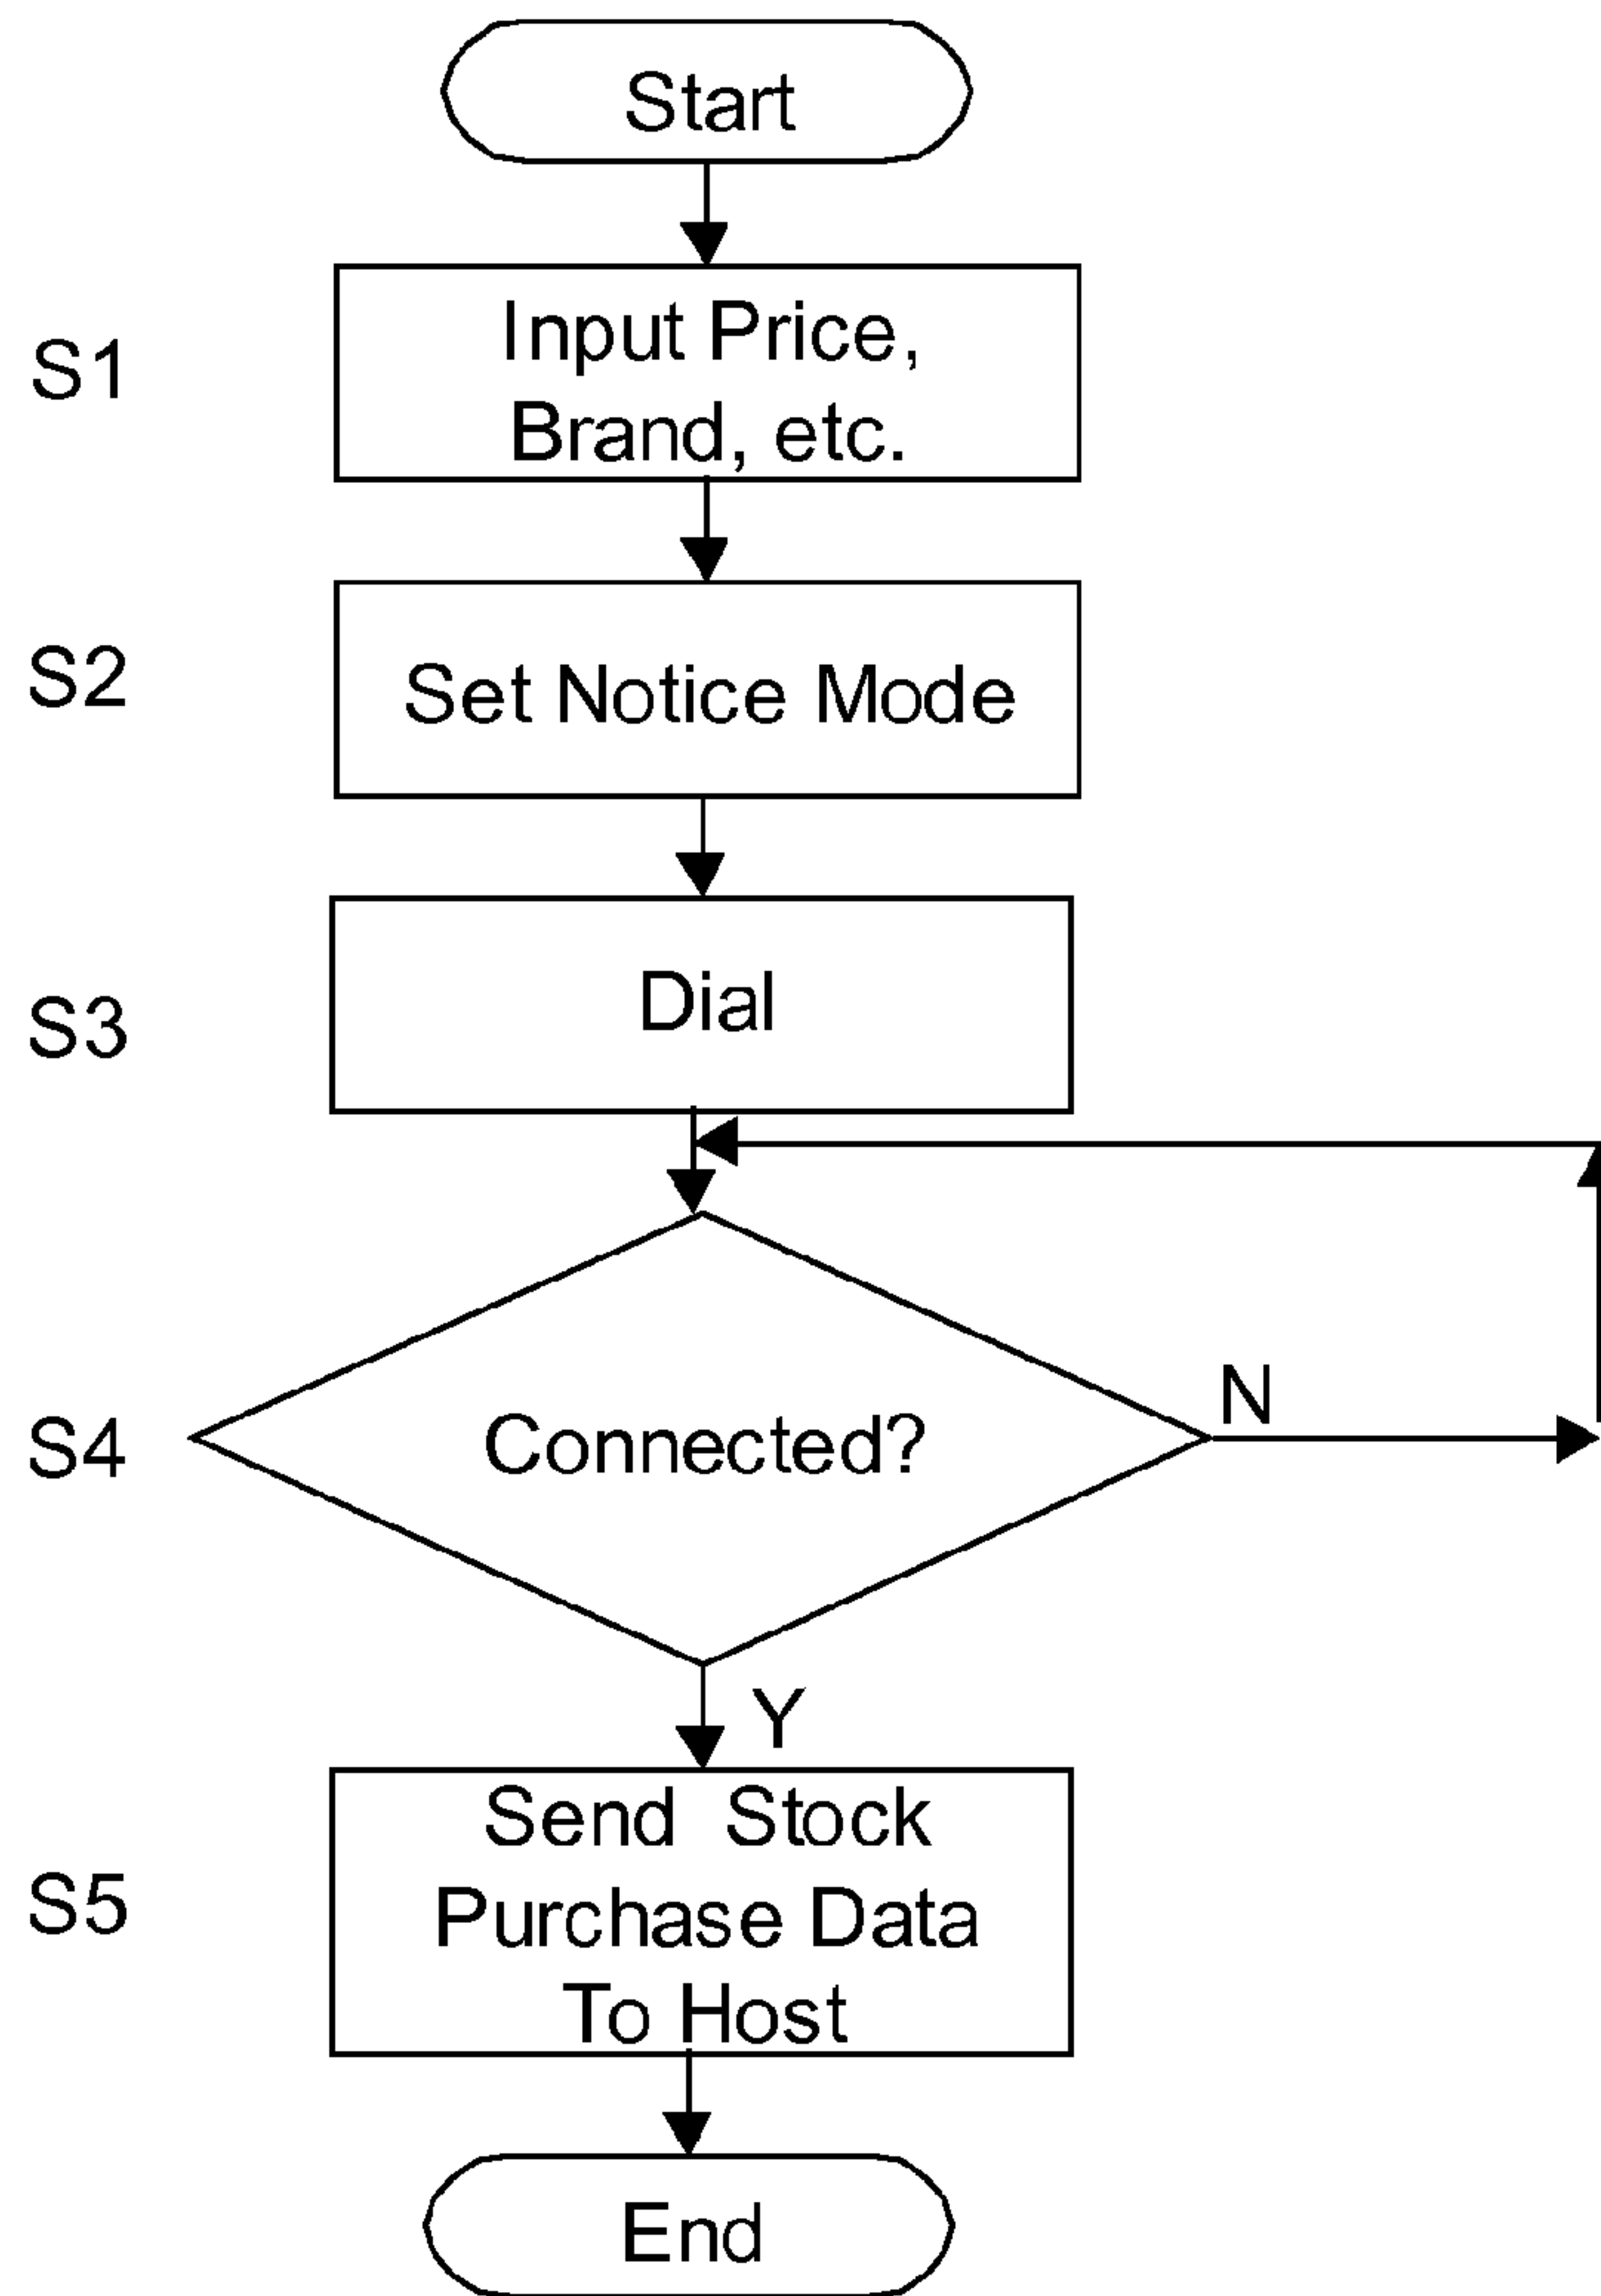 Start
S1
Input Price,
Brand, etc.
S2
Set Notice Mode
S3
Dial
S4
Connected?
N
Y
S5
Send Stock
Purchase Data
To Host
End